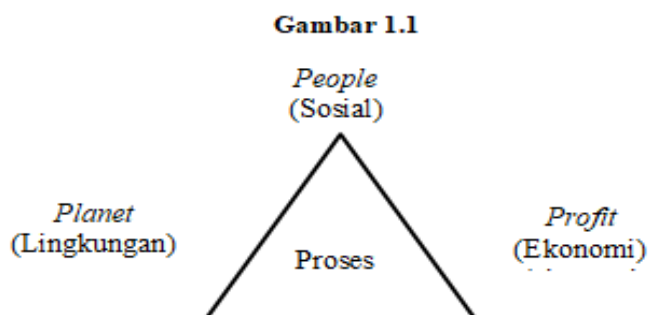 Gambar 1.1
People
(Sosial)
Planet
(Lingkungan)
Profit
(Ekonomi)
Proses